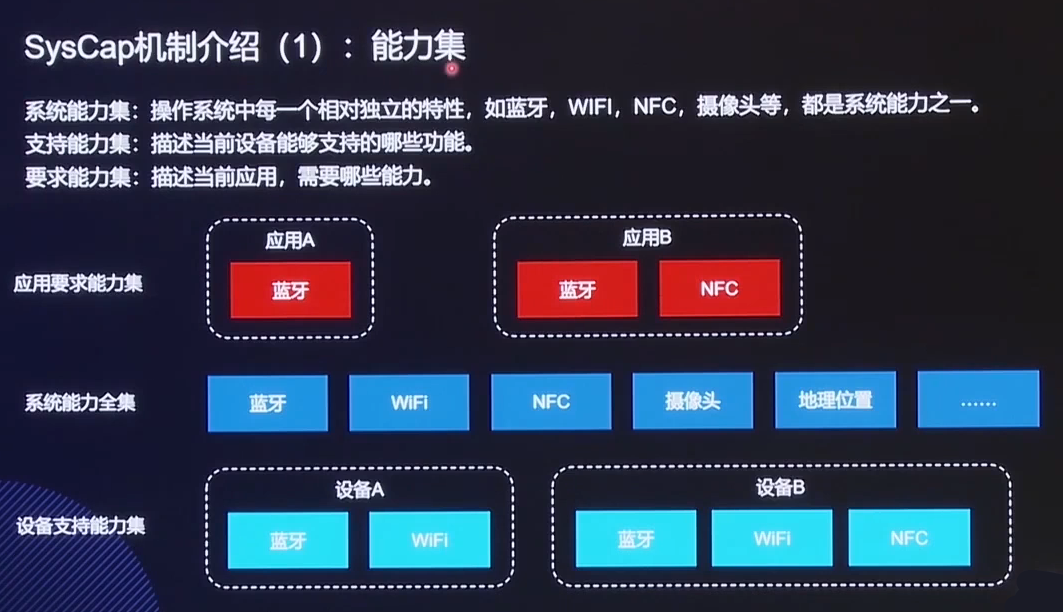 SysCap机制介绍（1）：能力集
系统能力集：操作系统中每一个相对独立的特性，如蓝牙，WIFI，NFC，摄像头等，都是系统能力之一。
支持能力集：描述当前设备能够支持的哪些功能。
要求能力集：描述当前应用，需要哪些能力。
应用A
应用B
应用要求能力集
蓝牙
蓝牙
NFC
系统能力全集
蓝牙
WiFi
NFC
摄像头
地理位置
……
设备A
设备B
设备支持能力集
蓝牙
WiFi
蓝牙
WiFi
NFC